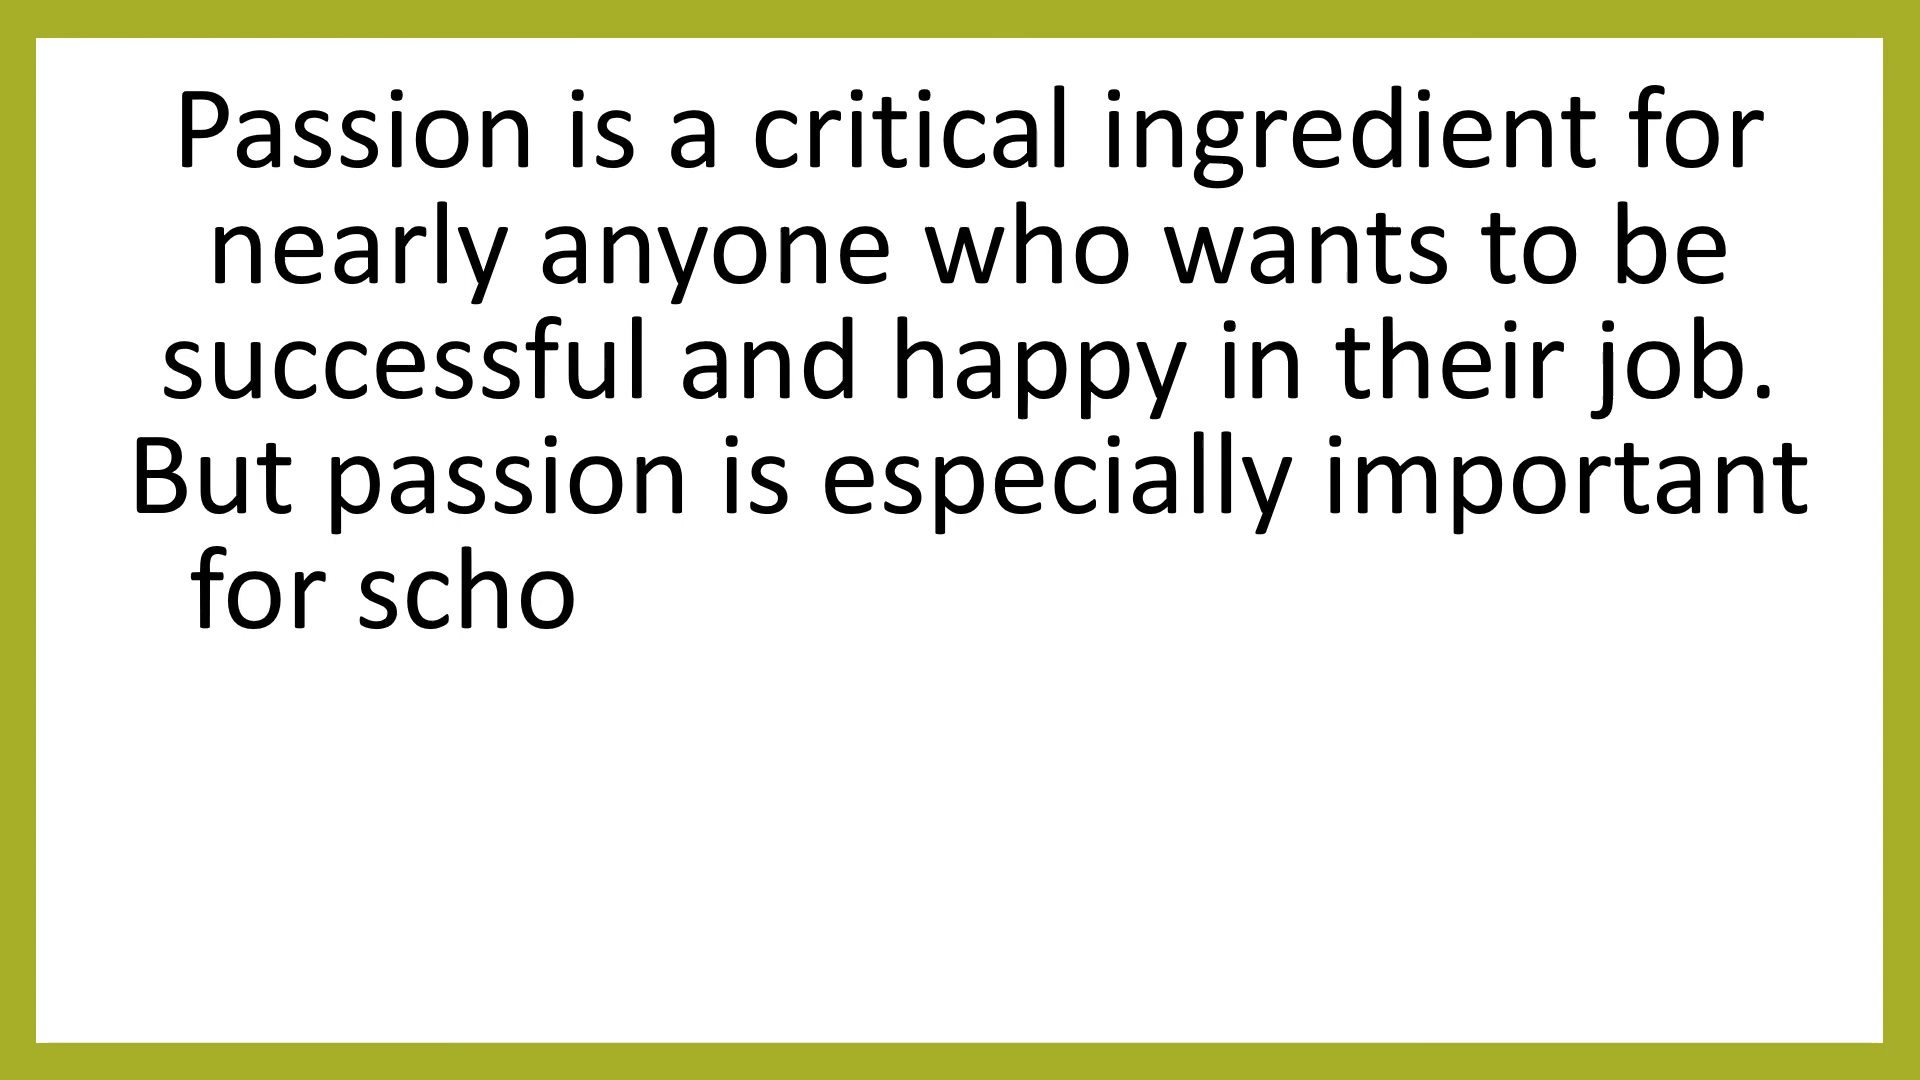 Passion is a critical ingredient for
nearly anyone who wants to be
successful and happy in their job.
But passion is especially important
for scho